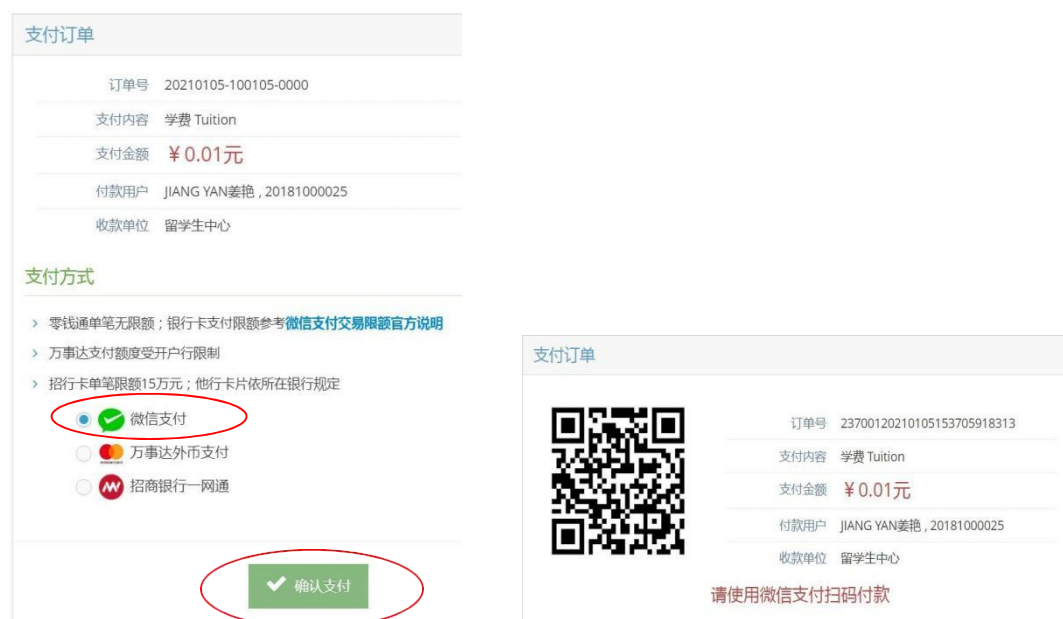 支付订单
订单号 20210105-100105-0000
支付内容 学费 Tuition
支付金额 ¥0.01元
付款用户 JIANG YAN姜艳 , 20181000025
收款单位 留学生中心
支付方式
零钱通单笔无限额；银行卡支付限额参考微信支付交易限额官方说明
万事达支付额度受开户行限制
招行卡单笔限额15万元；他行卡片依所在银行规定
微信支付
万事达外币支付
招商银行一网通
确认支付
支付订单
订单号 23700120210105153705918313
支付内容 学费 Tuition
支付金额 ¥0.01元
付款用户 JIANG YAN姜艳 , 20181000025
收款单位 留学生中心
请使用微信支付扫码付款